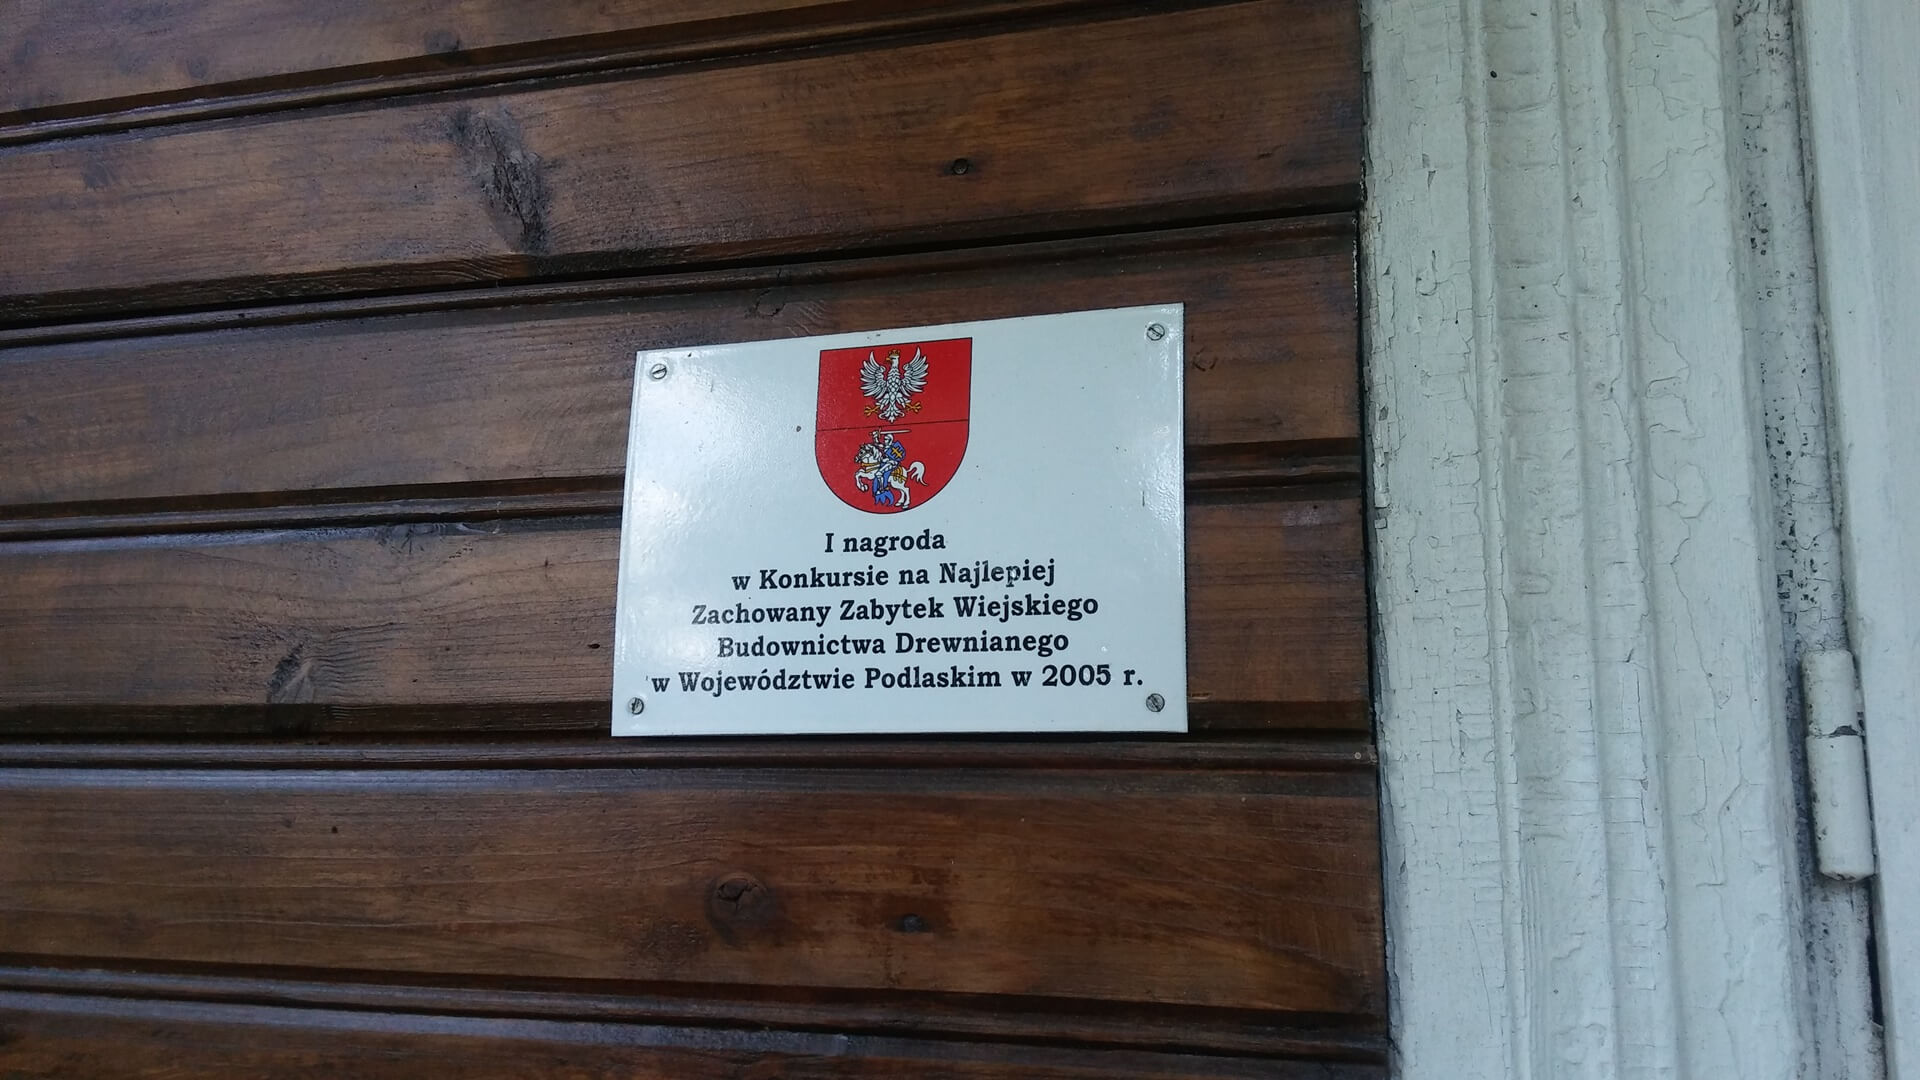 I nagroda
w Konkursie na Najlepiej
Zachowany Zabytek Wiejskiego
Budownictwa Drewnianego
w Województwie Podlaskim w 2005 r.